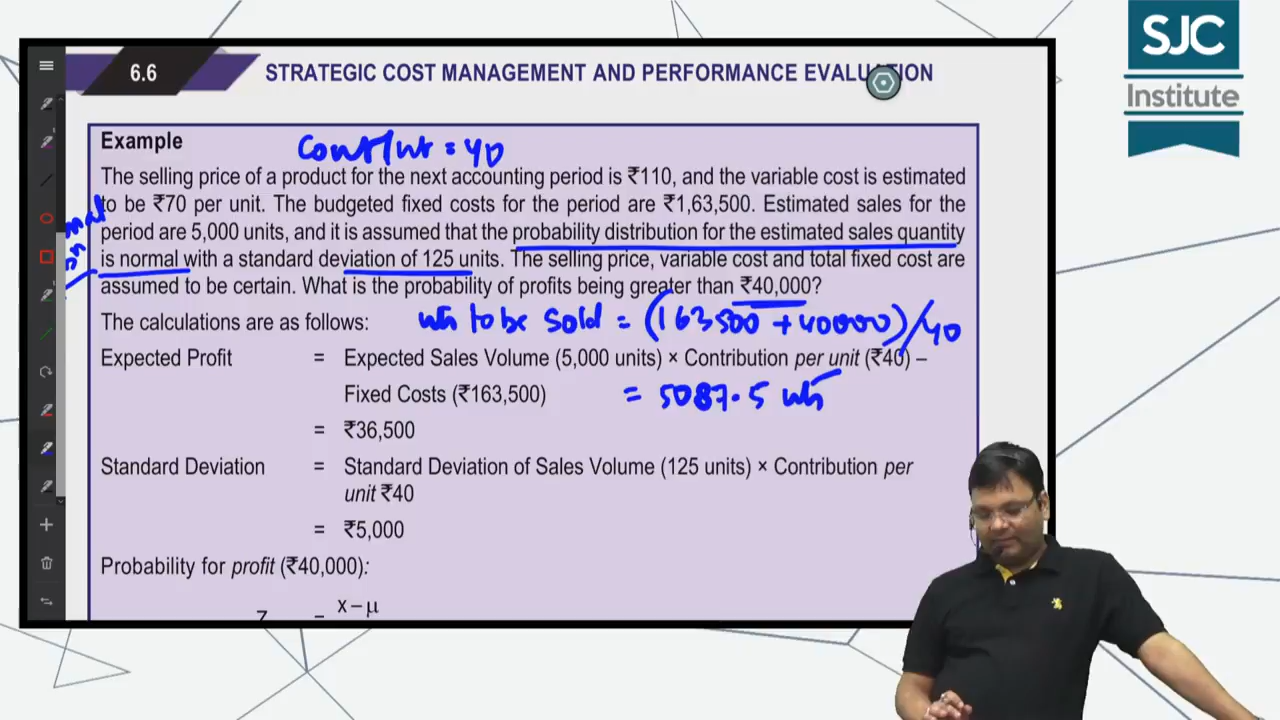 SJC
Institute
6.6
STRATEGIC COST MANAGEMENT AND PERFORMANCE EVALUATION
Example
Cont/unt = 40
The selling price of a product for the next accounting period is ₹110, and the variable cost is estimated
to be ₹70 per unit. The budgeted fixed costs for the period are ₹1,63,500. Estimated sales for the
period are 5,000 units, and it is assumed that the probability distribution for the estimated sales quantity
is normal with a standard deviation of 125 units. The selling price, variable cost and total fixed cost are
assumed to be certain. What is the probability of profits being greater than ₹40,000?
The calculations are as follows:
to be sold = (163500 + 40000)/40
Expected Profit = Expected Sales Volume (5,000 units) × Contribution per unit (₹40) –
Fixed Costs (₹163,500)
= 5087.5
= ₹36,500
Standard Deviation = Standard Deviation of Sales Volume (125 units) × Contribution per
unit ₹40
= ₹5,000
Probability for profit (₹40,000):
Z = x – μ